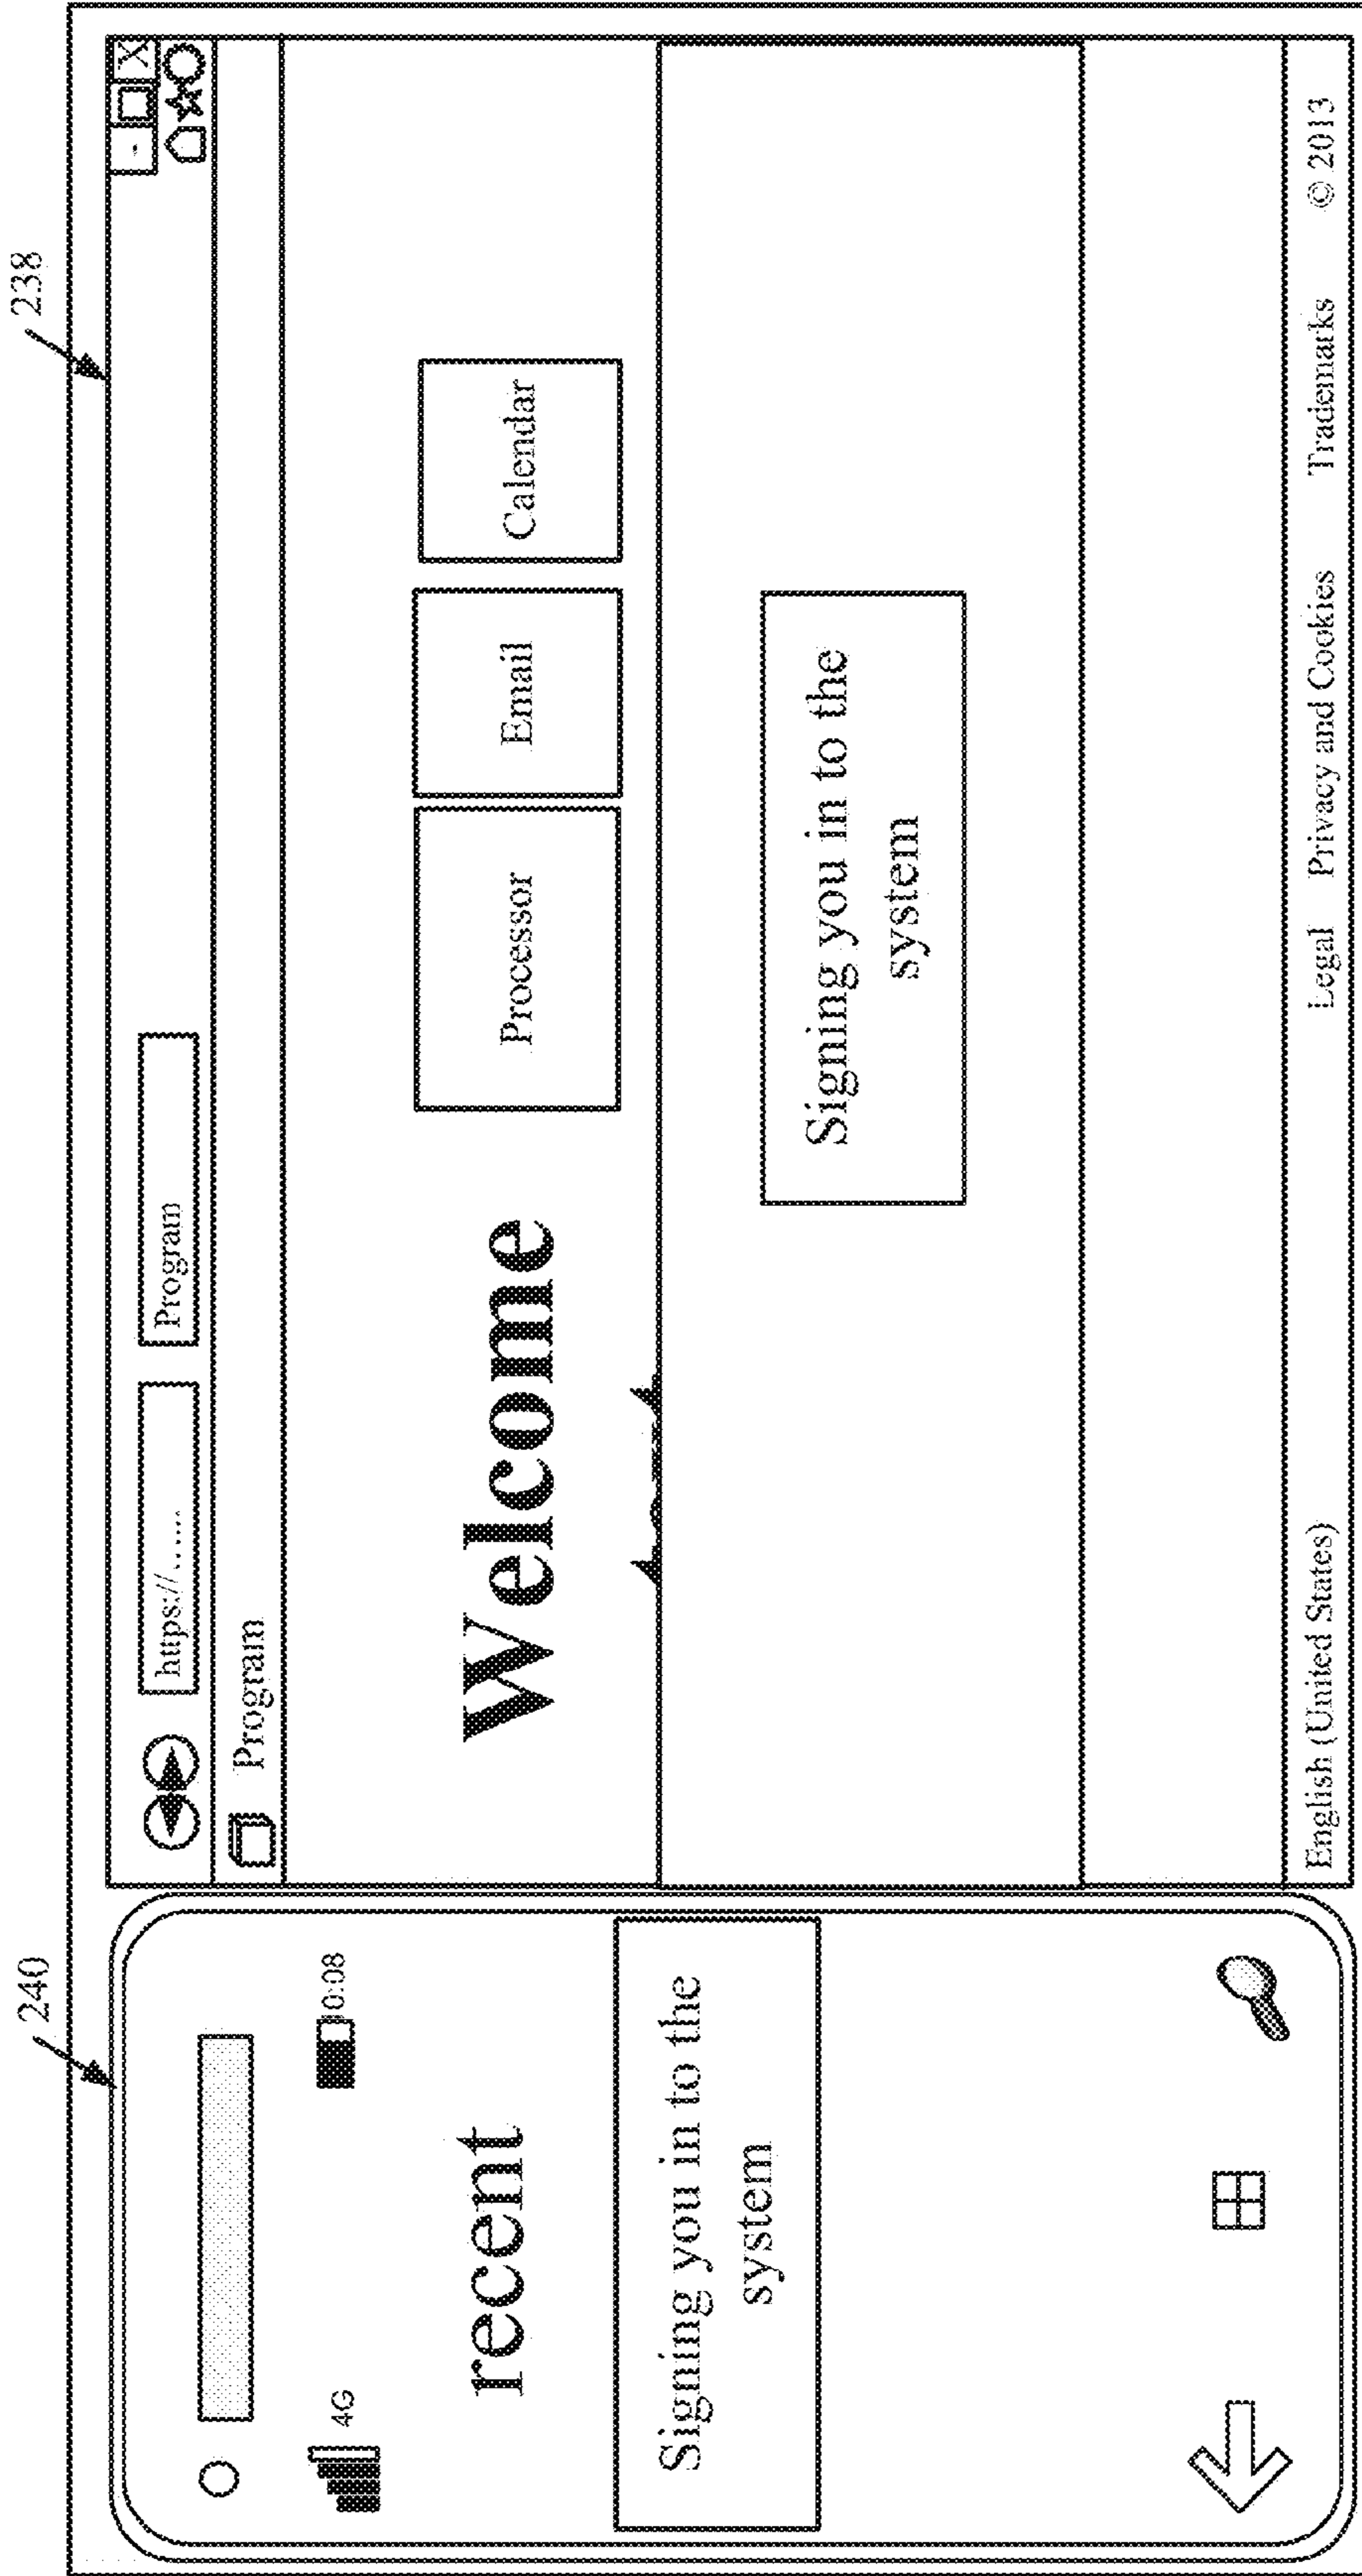 240
4G
0:08
recent
Signing you in to the
system
238
https://......
Program
- X
Program
Welcome
Processor
Email
Calendar
Signing you in to the
system
English (United States)
Legal
Privacy and Cookies
Trademarks
© 2013